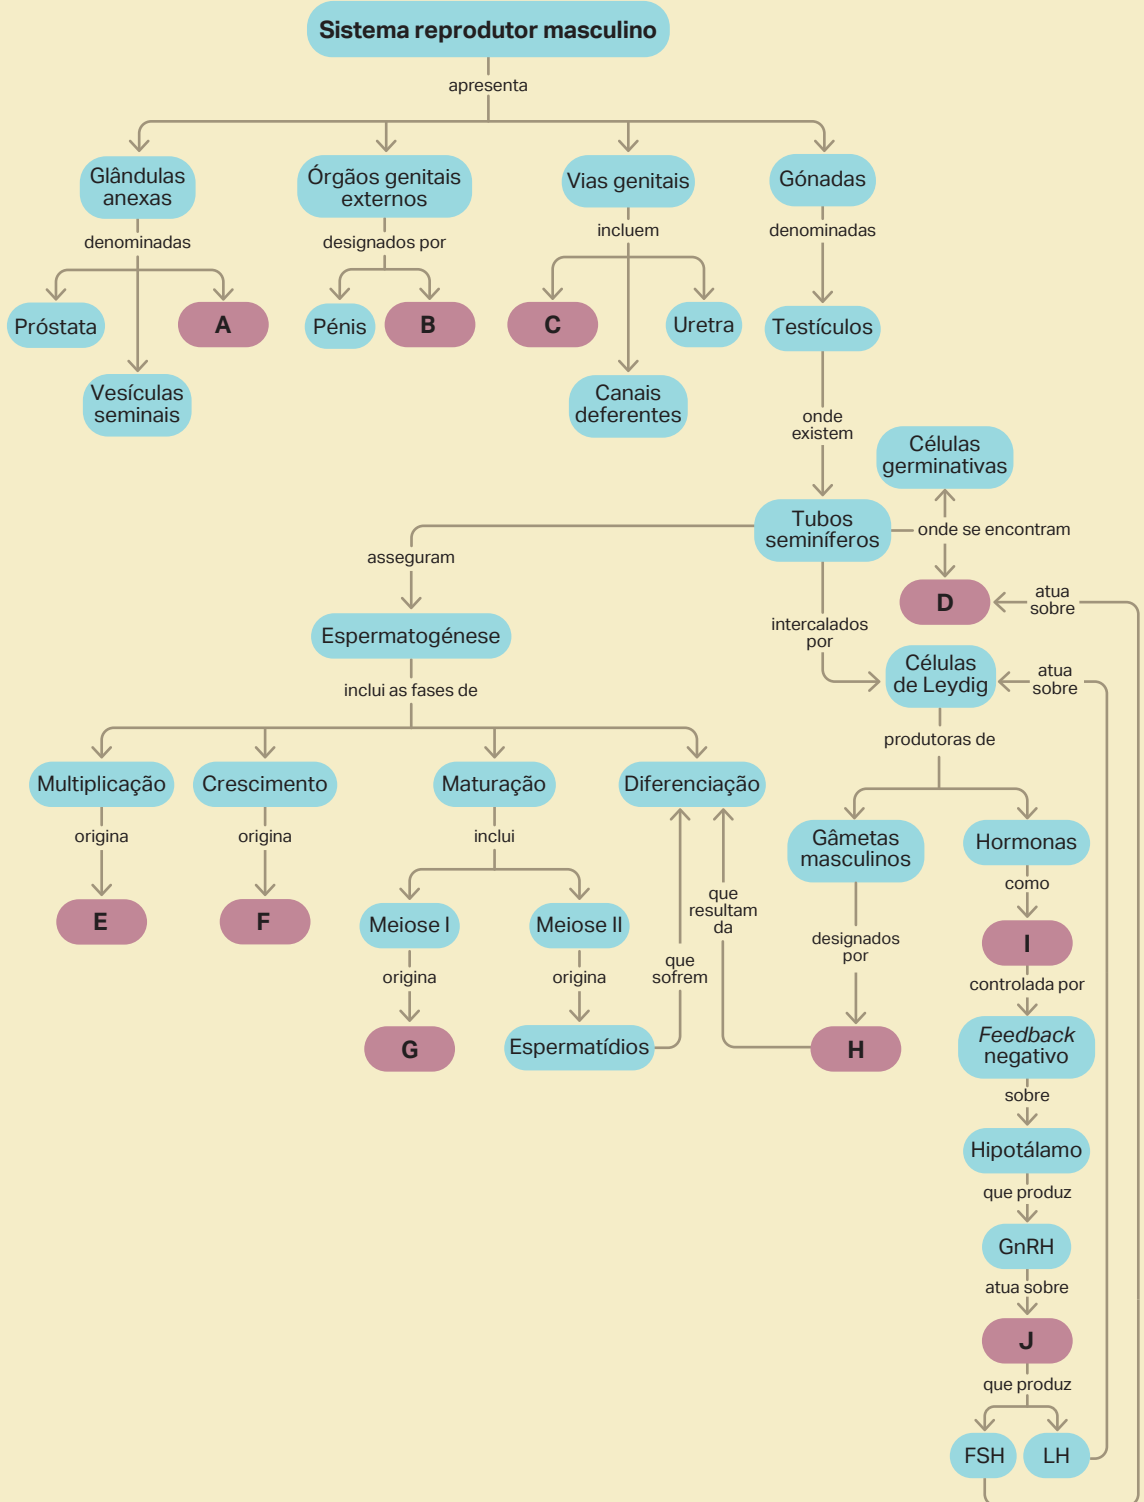 Sistema reprodutor masculino
apresenta
Glândulas
anexas
Órgãos genitais
externos
Vias genitais
Gónadas
denominadas
designados por
incluem
denominadas
Próstata
A
Pénis
B
C
Uretra
Testículos
Vesículas
seminais
Canais
deferentes
onde
existem
Células
germinativas
Tubos
seminíferos
onde se encontram
asseguram
D
atua
sobre
Espermatogénese
intercalados
por
Células
de Leydig
atua
sobre
inclui as fases de
produtoras de
Multiplicação
Crescimento
Maturação
Diferenciação
origina
origina
inclui
Gâmetas
masculinos
Hormonas
como
E
F
Meiose I
Meiose II
que
resultam
da
designados
por
I
origina
origina
que
sofrem
controlada por
G
Espermatídios
H
Feedback
negativo
sobre
Hipotálamo
que produz
GnRH
atua sobre
J
que produz
FSH
LH